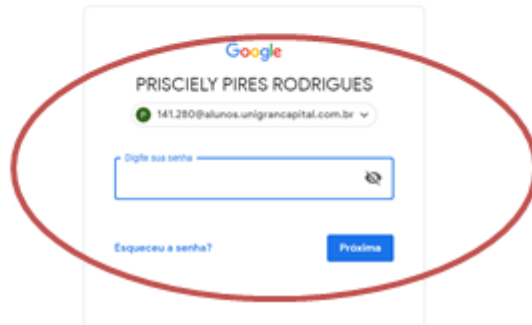 Google
PRISCIELY PIRES RODRIGUES
P 141.280@alunos.unigrancapital.com.br
Digite sua senha
Esqueceu a senha? Próxima